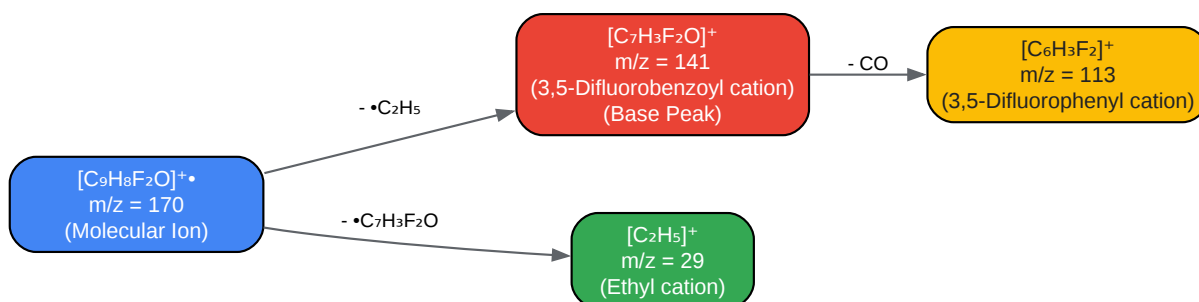 [C₇H₃F₂O]⁺
m/z = 141
(3,5-Difluorobenzoyl cation)
(Base Peak)
- CO
[C₆H₃F₂]⁺
m/z = 113
(3,5-Difluorophenyl cation)
- •C₂H₅
[C₉H₈F₂O]⁺•
m/z = 170
(Molecular Ion)
- •C₇H₃F₂O
[C₂H₅]⁺
m/z = 29
(Ethyl cation)